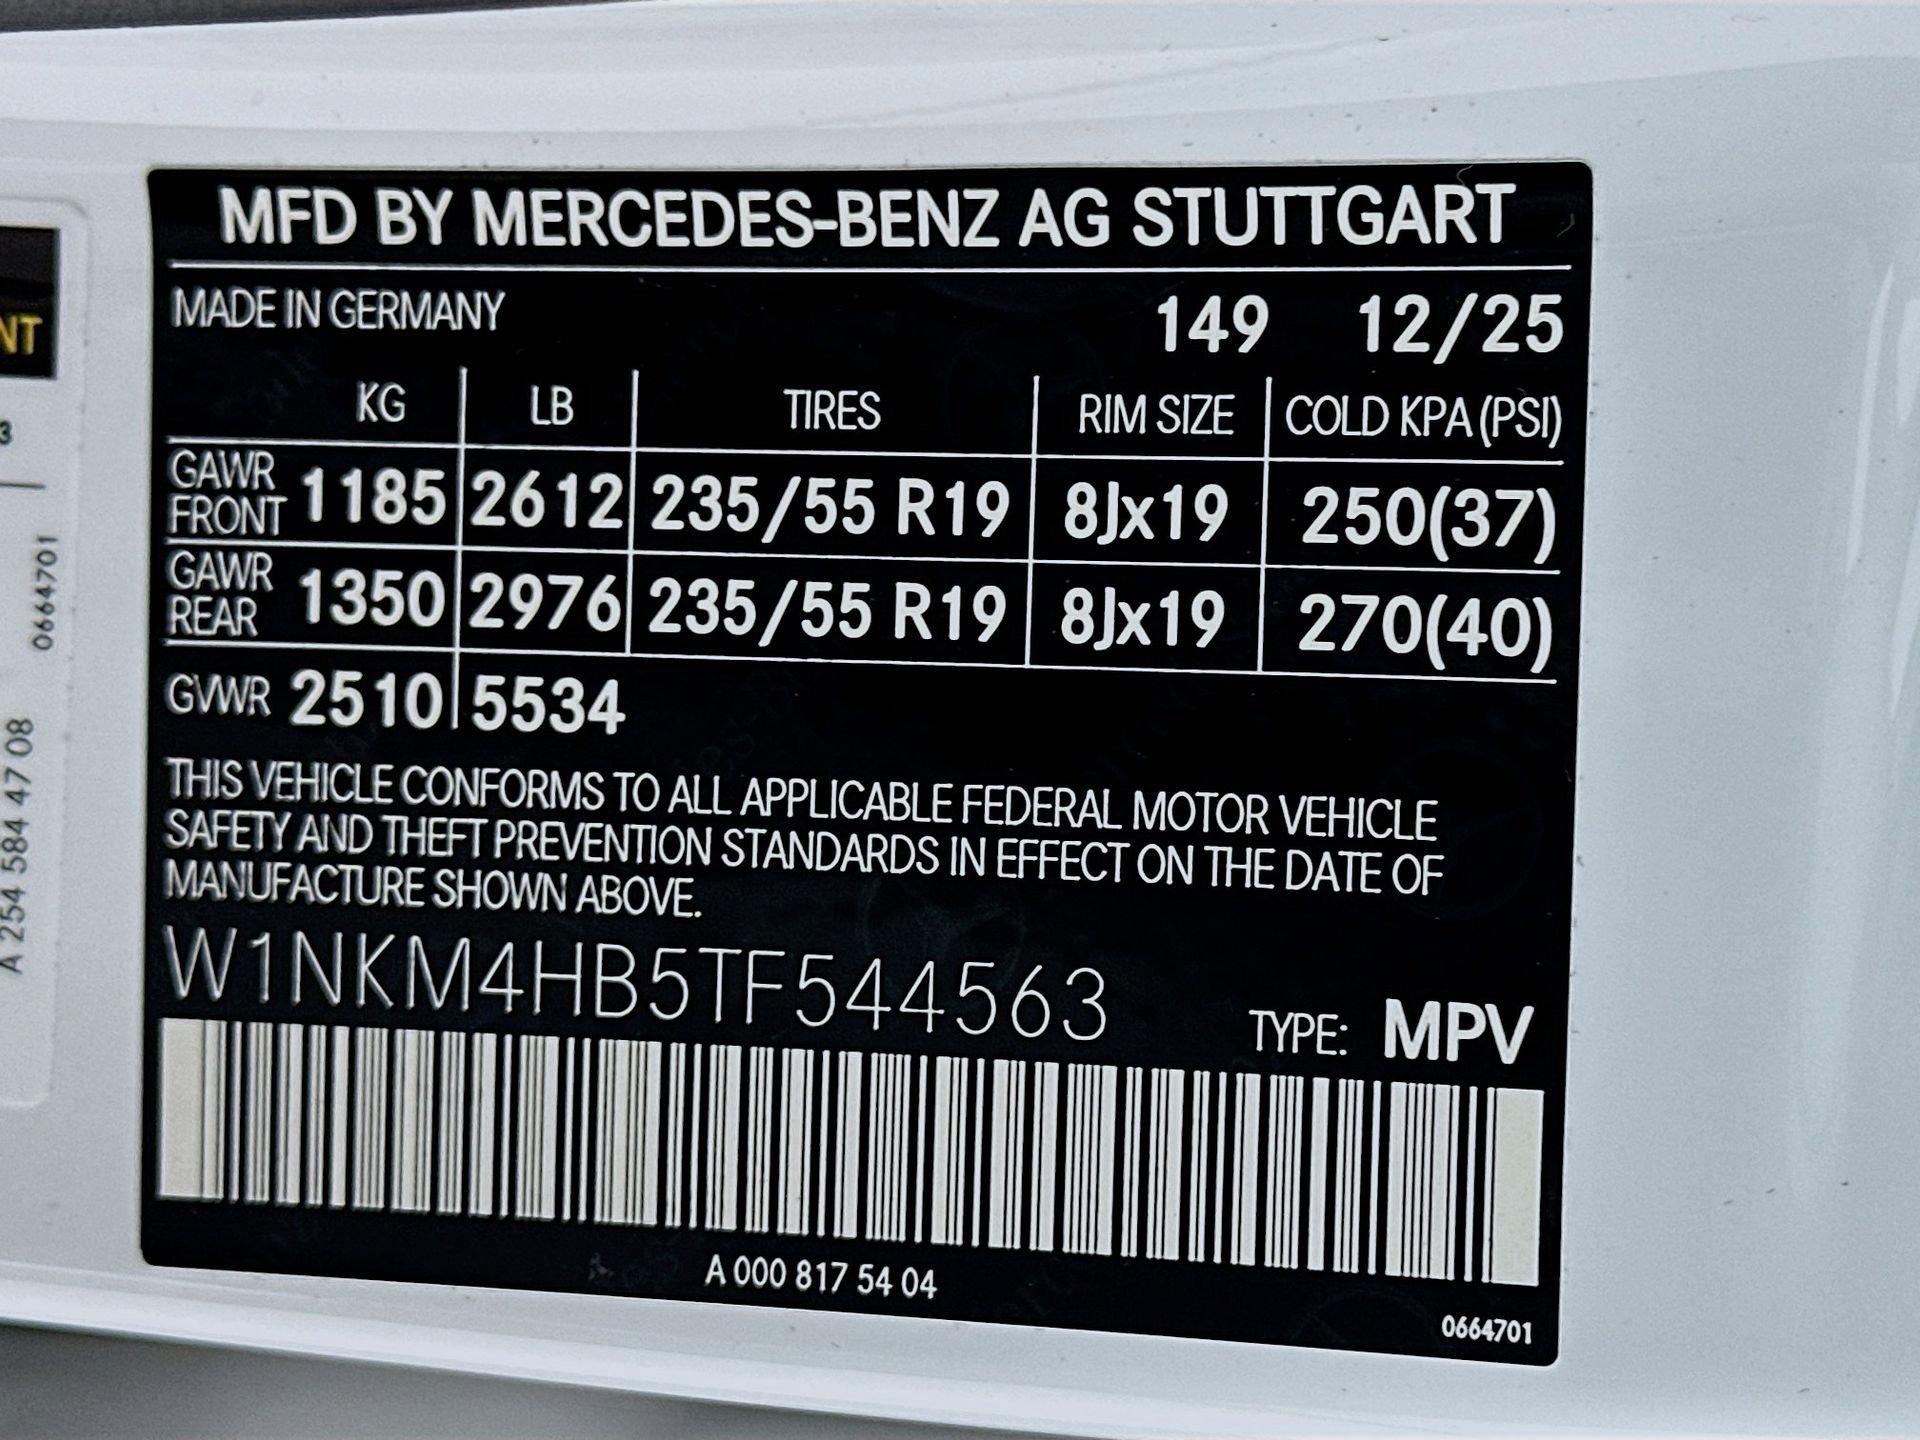 NT
3
0664701
A 254 584 47 08
MFD BY MERCEDES-BENZ AG STUTTGART
MADE IN GERMANY 149 12/25
KG LB TIRES RIM SIZE COLD KPA (PSI)
GAWR FRONT 1185 2612 235/55 R19 8Jx19 250(37)
GAWR REAR 1350 2976 235/55 R19 8Jx19 270(40)
GVWR 2510 5534
THIS VEHICLE CONFORMS TO ALL APPLICABLE FEDERAL MOTOR VEHICLE
SAFETY AND THEFT PREVENTION STANDARDS IN EFFECT ON THE DATE OF
MANUFACTURE SHOWN ABOVE.
W1NKM4HB5TF544563
TYPE: MPV
A 000 817 54 04
0664701